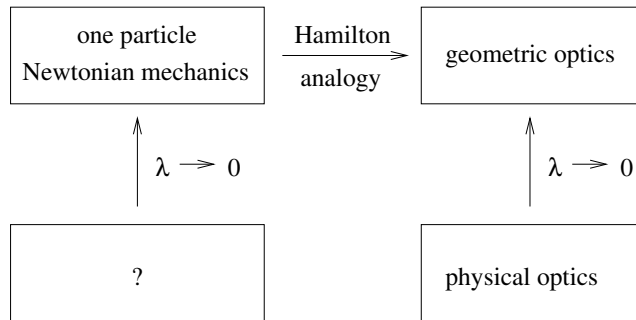 one particle
Newtonian mechanics
Hamilton
analogy
geometric optics
λ → 0
λ → 0
?
physical optics